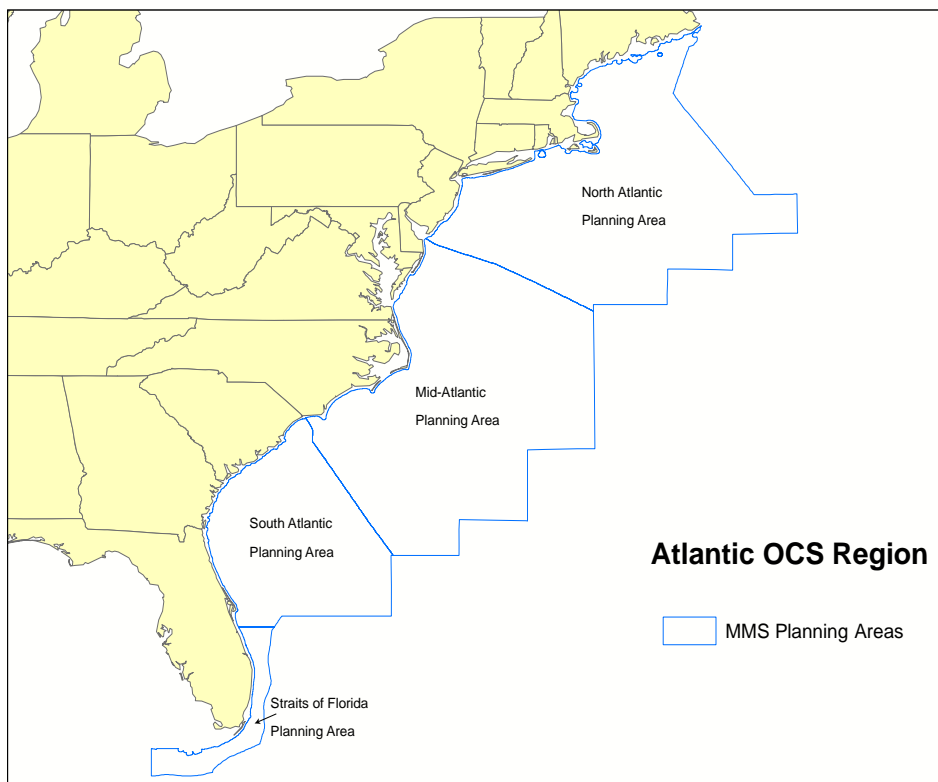 North Atlantic
Planning Area
Mid-Atlantic
Planning Area
South Atlantic
Planning Area
Atlantic OCS Region
MMS Planning Areas
Straits of Florida
Planning Area